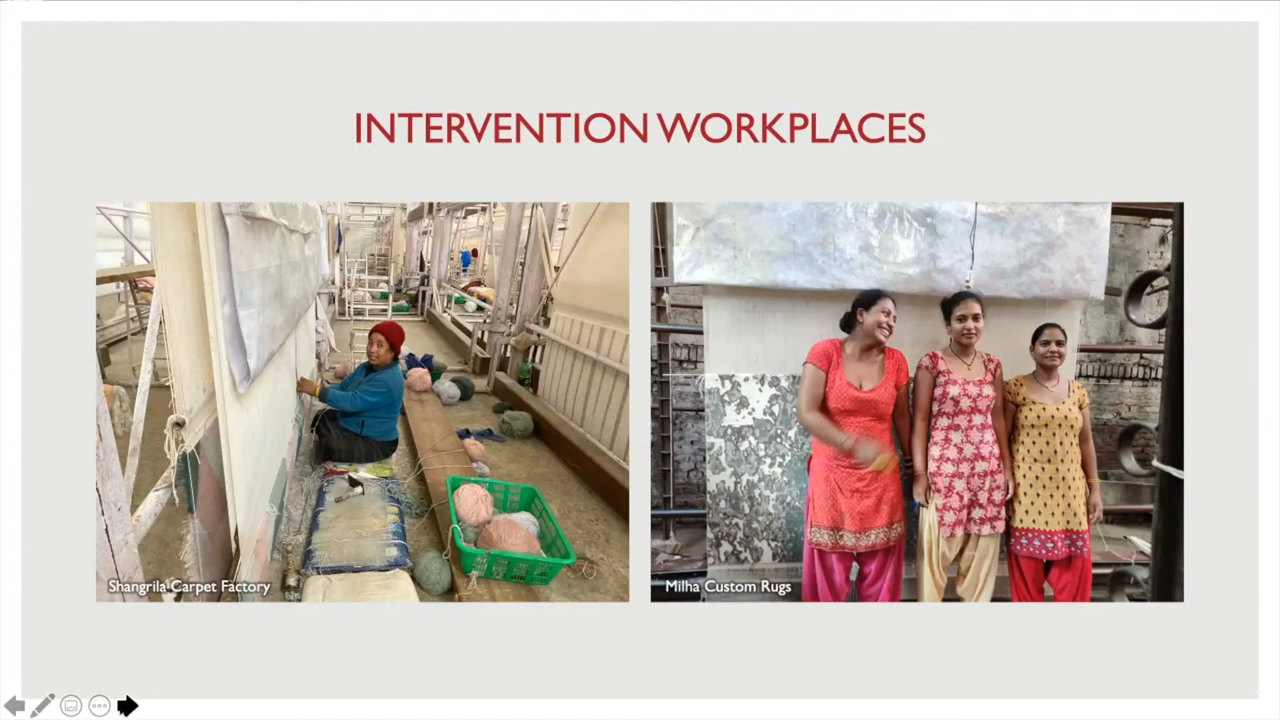 INTERVENTION WORKPLACES
Shangrila Carpet Factory
Milha Custom Rugs